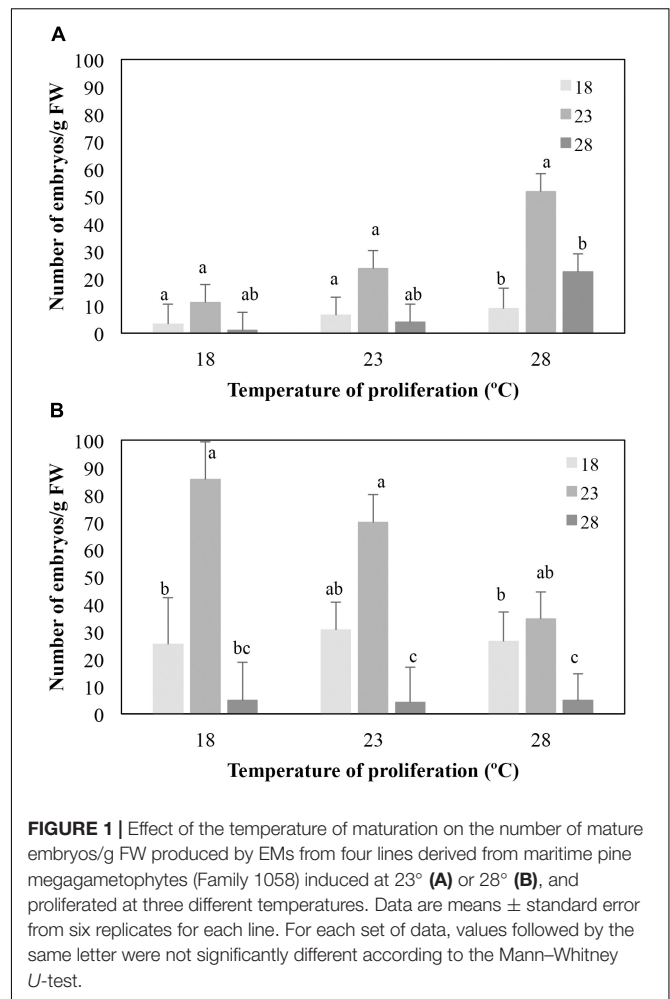 A
100
90
80
70
60
50
40
30
20
10
0
Number of embryos/g FW
18
23
28
a
a
ab
a
a
ab
b
a
b
18 23 28
Temperature of proliferation (ºC)
B
100
90
80
70
60
50
40
30
20
10
0
Number of embryos/g FW
18
23
28
b
a
bc
ab
a
c
b
ab
c
18 23 28
Temperature of proliferation (ºC)
FIGURE 1 | Effect of the temperature of maturation on the number of mature
embryos/g FW produced by EMs from four lines derived from maritime pine
megagametophytes (Family 1058) induced at 23° (A) or 28° (B), and
proliferated at three different temperatures. Data are means ± standard error
from six replicates for each line. For each set of data, values followed by the
same letter were not significantly different according to the Mann–Whitney
U-test.